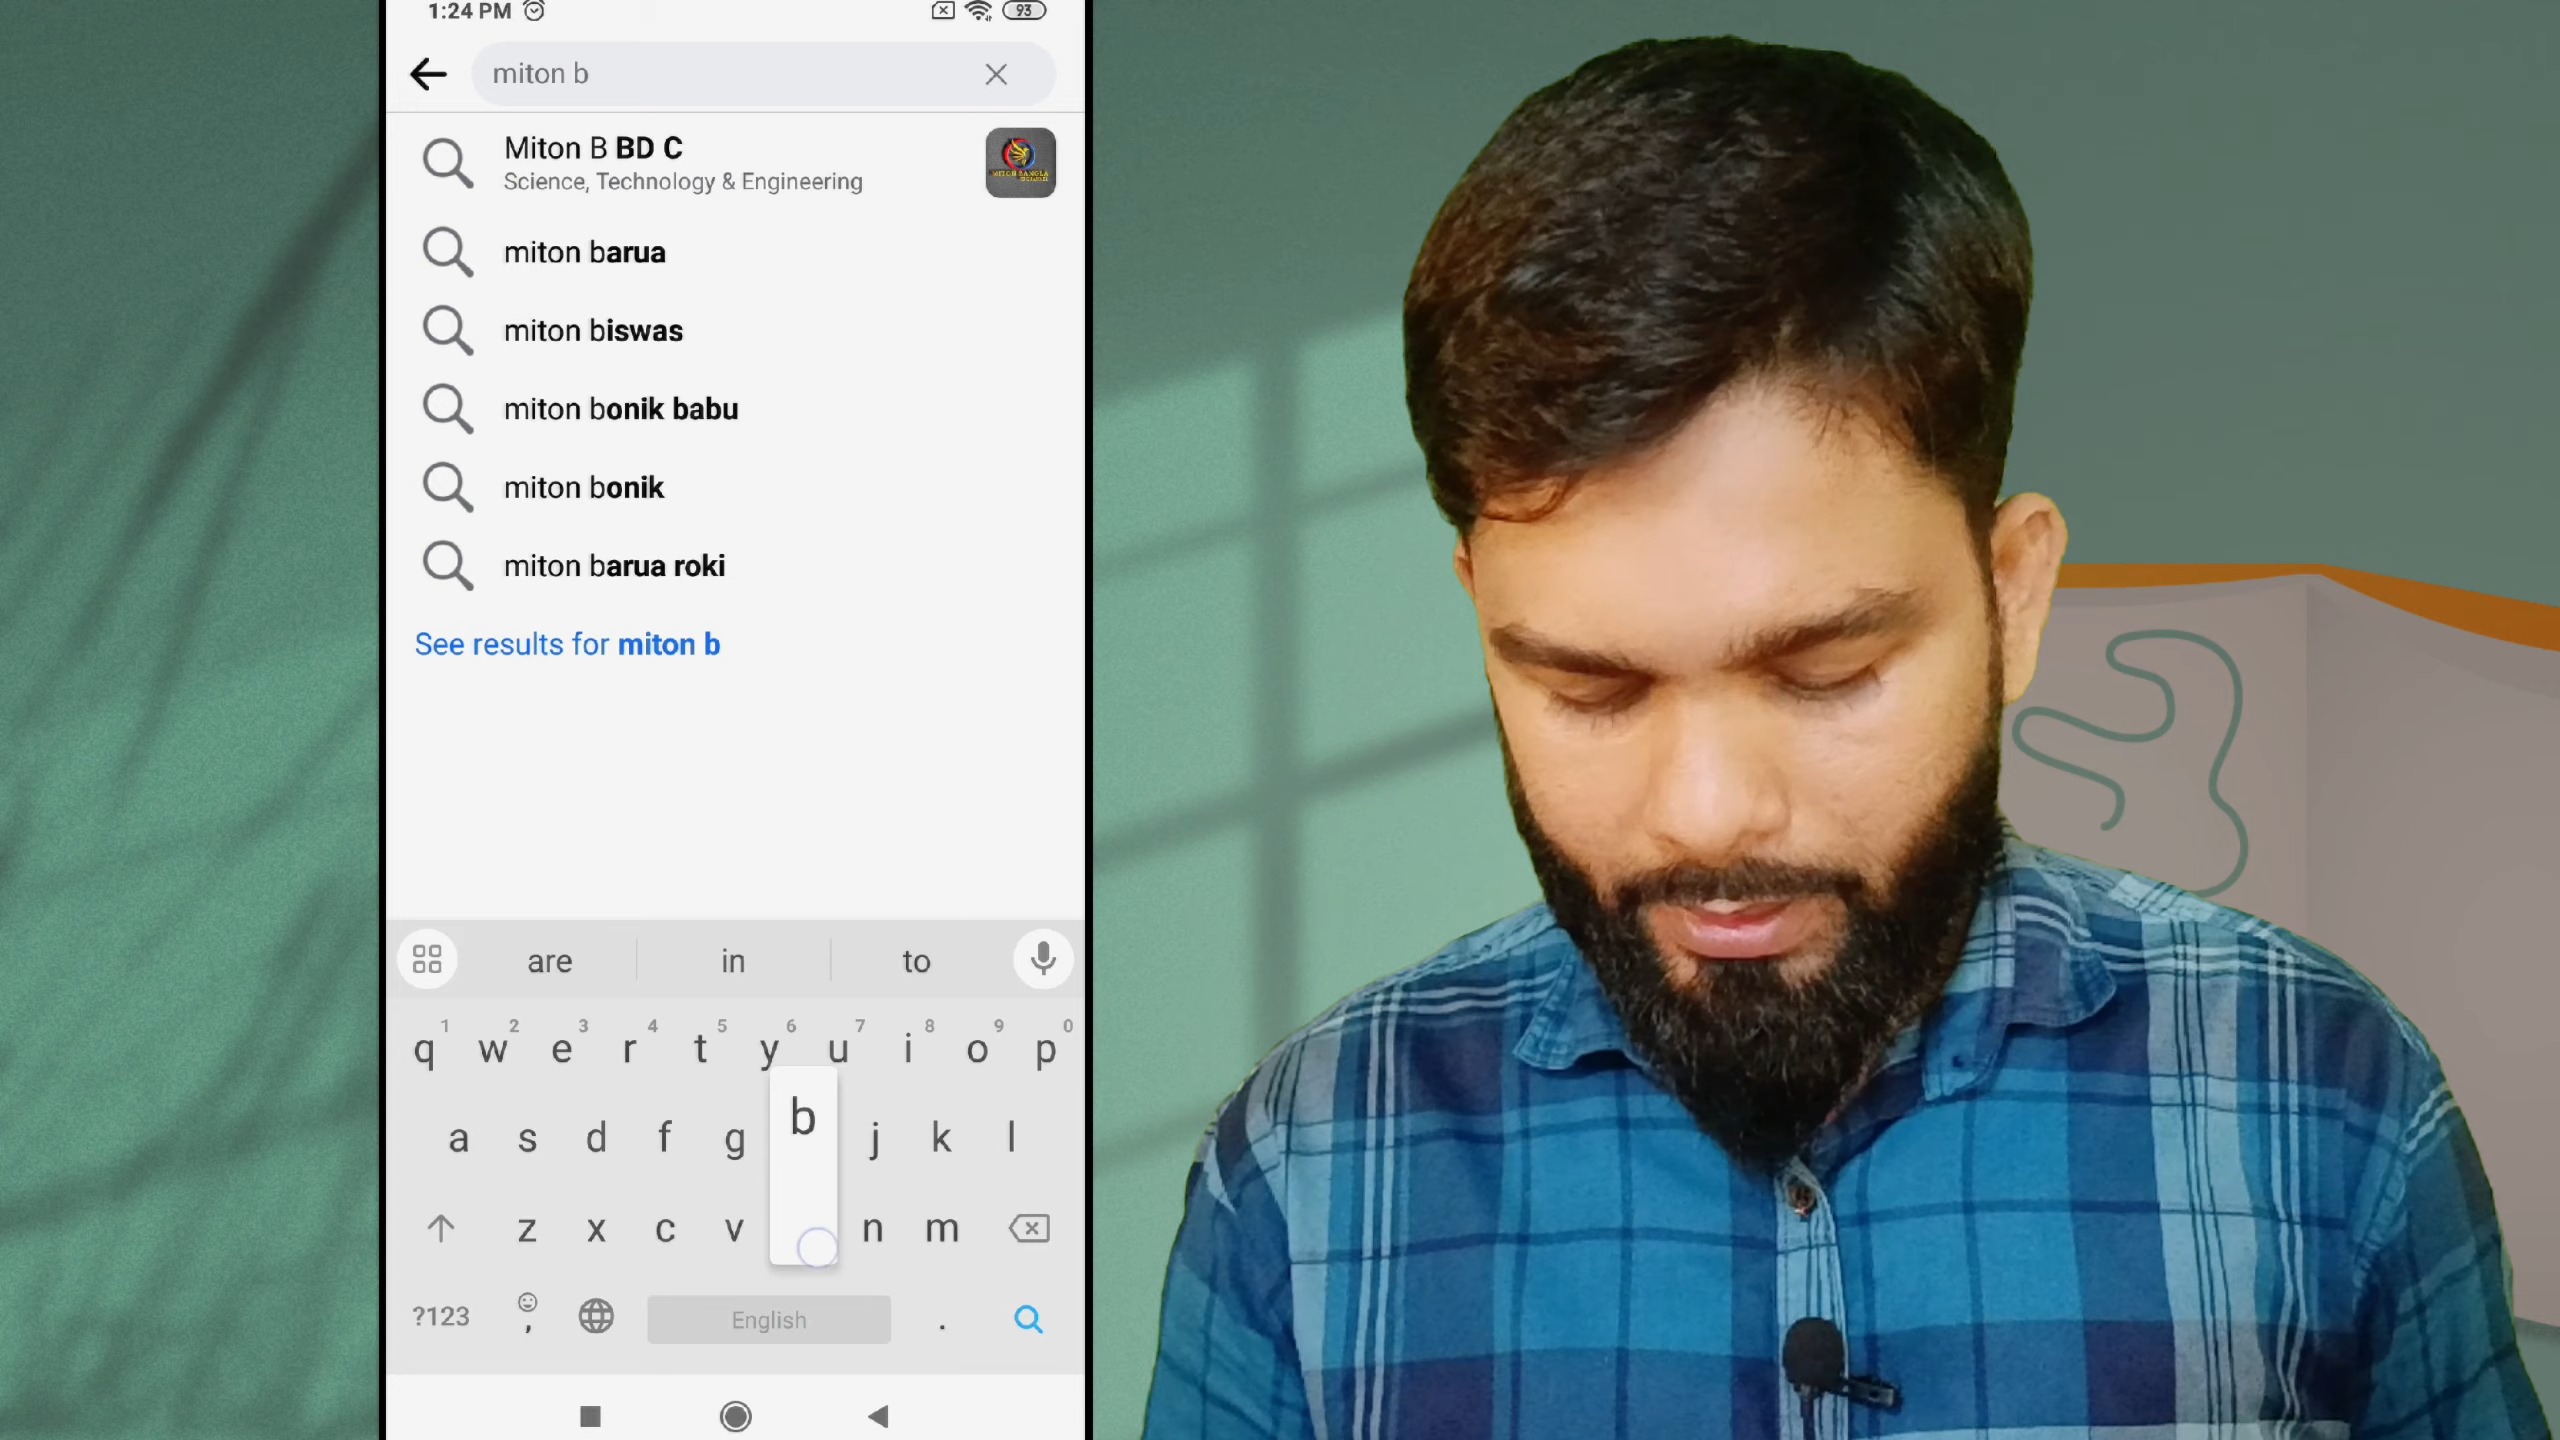 1:24 PM
93
miton b
Miton B BD C
Science, Technology & Engineering
MITON BANGLA
miton barua
miton biswas
miton bonik babu
miton bonik
miton barua roki
See results for miton b
are in to
1 2 3 4 5 6 7 8 9 0
q w e r t y u i o p
a s d f g b j k l
z x c v n m
?123 , English .